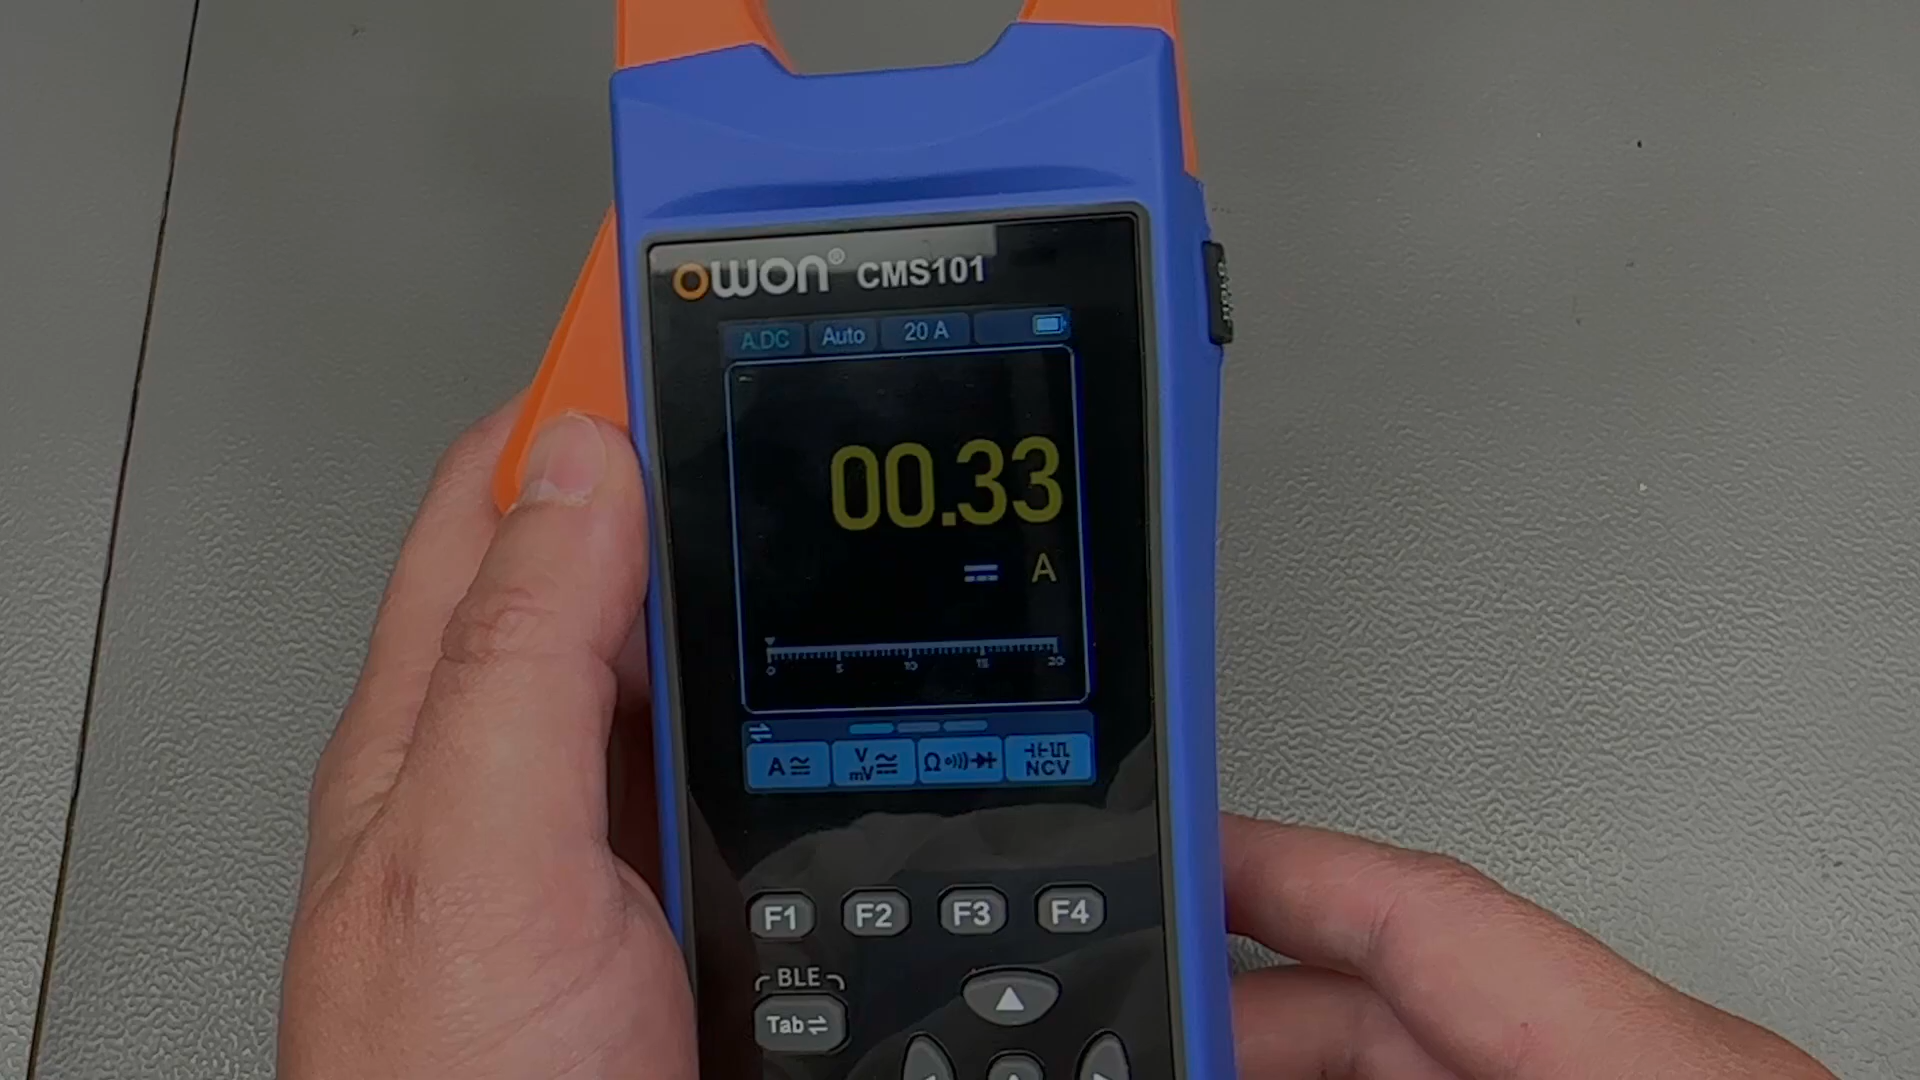 OWON® CMS101
A.DC Auto 20 A
00.33
A
0 5 10 15 20
A V mV Ω NCV
F1 F2 F3 F4
BLE
Tab